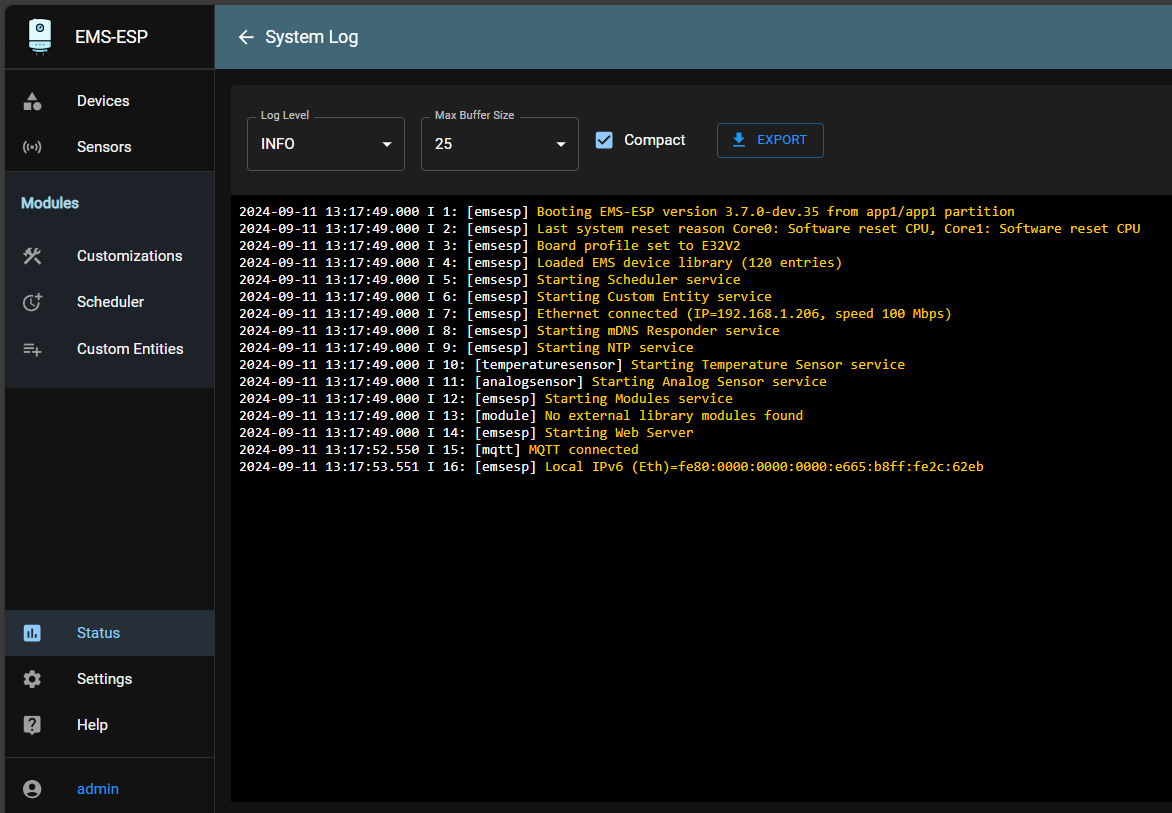 EMS-ESP
System Log
Devices
Sensors
Modules
Customizations
Scheduler
Custom Entities
Status
Settings
Help
admin
Log Level
INFO
Max Buffer Size
25
Compact
EXPORT
2024-09-11 13:17:49.000 I 1: [emsesp] Booting EMS-ESP version 3.7.0-dev.35 from app1/app1 partition
2024-09-11 13:17:49.000 I 2: [emsesp] Last system reset reason Core0: Software reset CPU, Core1: Software reset CPU
2024-09-11 13:17:49.000 I 3: [emsesp] Board profile set to E32V2
2024-09-11 13:17:49.000 I 4: [emsesp] Loaded EMS device library (120 entries)
2024-09-11 13:17:49.000 I 5: [emsesp] Starting Scheduler service
2024-09-11 13:17:49.000 I 6: [emsesp] Starting Custom Entity service
2024-09-11 13:17:49.000 I 7: [emsesp] Ethernet connected (IP=192.168.1.206, speed 100 Mbps)
2024-09-11 13:17:49.000 I 8: [emsesp] Starting mDNS Responder service
2024-09-11 13:17:49.000 I 9: [emsesp] Starting NTP service
2024-09-11 13:17:49.000 I 10: [temperaturesensor] Starting Temperature Sensor service
2024-09-11 13:17:49.000 I 11: [analogsensor] Starting Analog Sensor service
2024-09-11 13:17:49.000 I 12: [emsesp] Starting Modules service
2024-09-11 13:17:49.000 I 13: [module] No external library modules found
2024-09-11 13:17:49.000 I 14: [emsesp] Starting Web Server
2024-09-11 13:17:52.550 I 15: [mqtt] MQTT connected
2024-09-11 13:17:53.551 I 16: [emsesp] Local IPv6 (Eth)=fe80:0000:0000:0000:e665:b8ff:fe2c:62eb